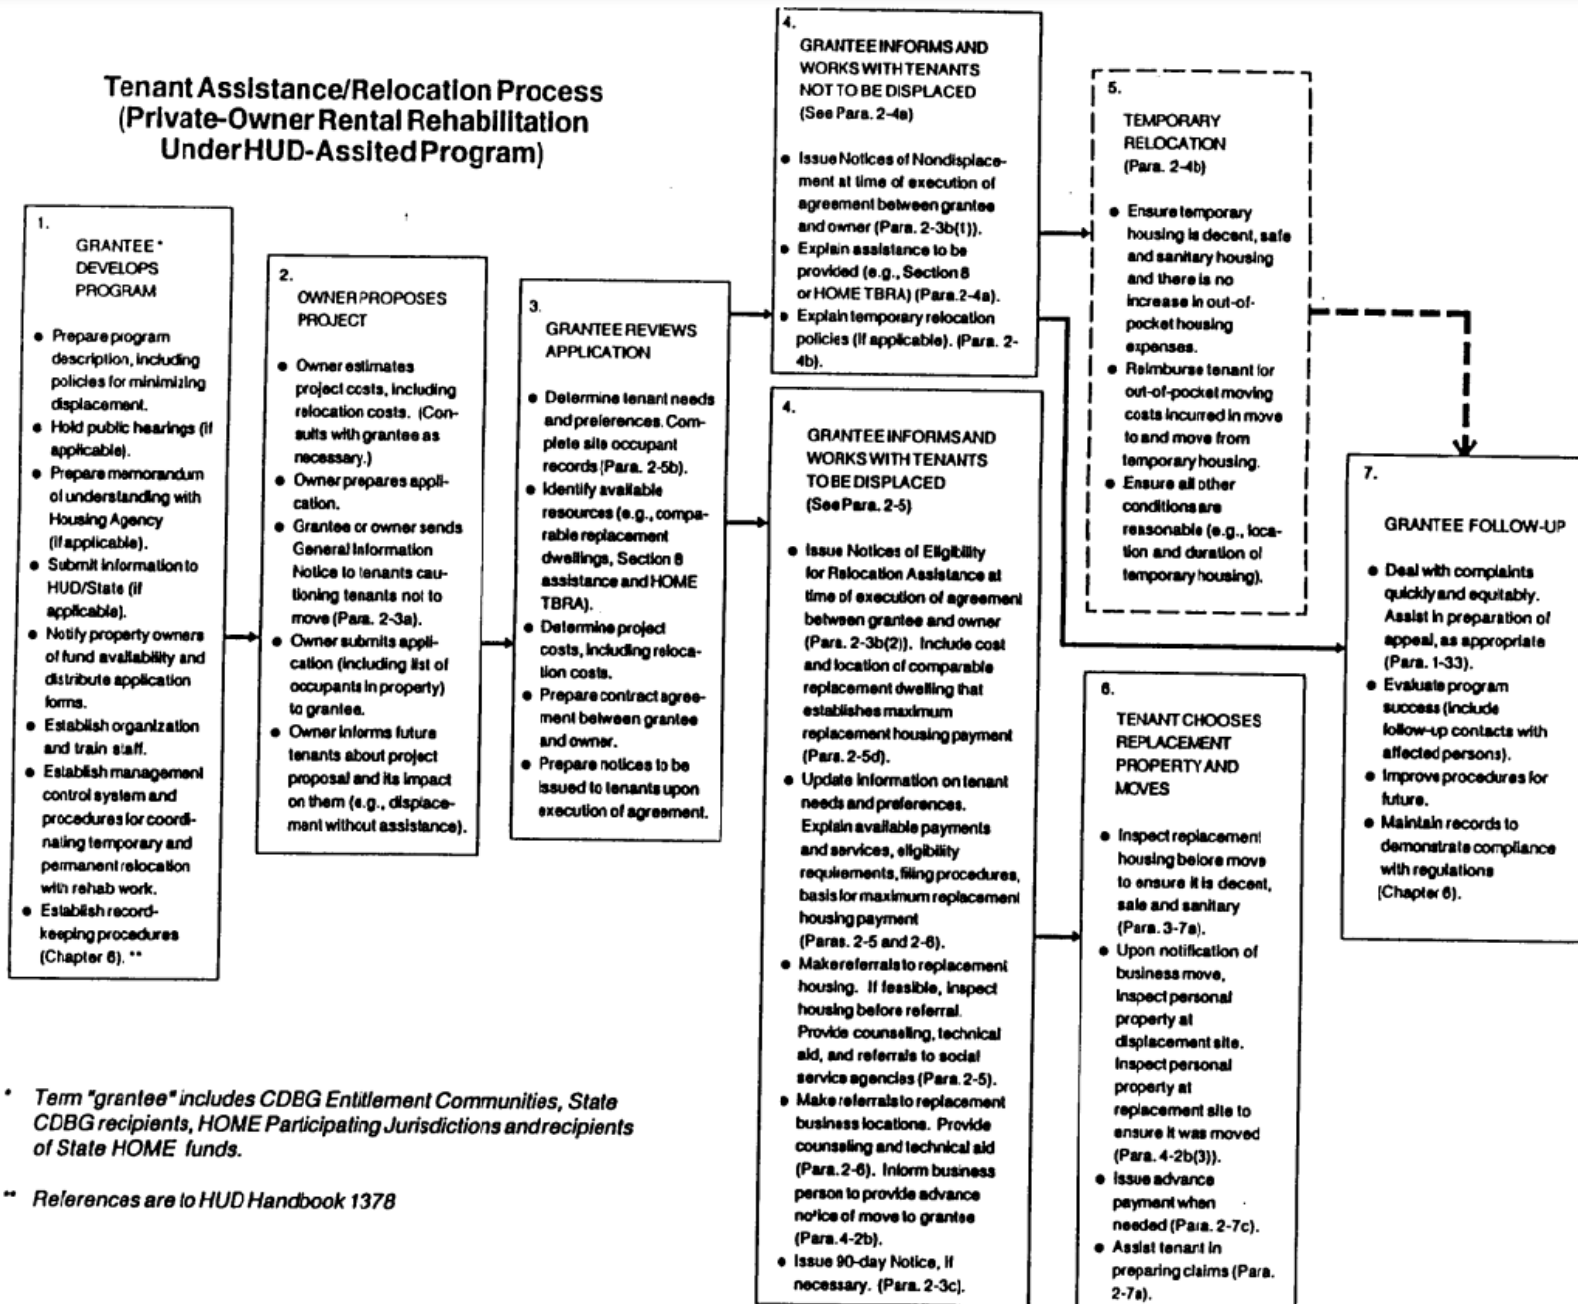 Tenant Assistance/Relocation Process
(Private-Owner Rental Rehabilitation
Under HUD-Assited Program)
1.
GRANTEE*
DEVELOPS
PROGRAM
● Prepare program
description, including
policies for minimizing
displacement.
● Hold public hearings (if
applicable).
● Prepare memorandum
of understanding with
Housing Agency
(if applicable).
● Submit information to
HUD/State (if
applicable).
● Notify property owners
of fund availability and
distribute application
forms.
● Establish organization
and train staff.
● Establish management
control system and
procedures for coordi-
nating temporary and
permanent relocation
with rehab work.
● Establish record-
keeping procedures
(Chapter 6). **
2.
OWNER PROPOSES
PROJECT
● Owner estimates
project costs, including
relocation costs. (Con-
sults with grantee as
necessary.)
● Owner prepares appli-
cation.
● Grantee or owner sends
General Information
Notice to tenants cau-
tioning tenants not to
move (Para. 2-3a).
● Owner submits appli-
cation (including list of
occupants in property)
to grantee.
● Owner informs future
tenants about project
proposal and its impact
on them (e.g., displace-
ment without assistance).
3.
GRANTEE REVIEWS
APPLICATION
● Determine tenant needs
and preferences. Com-
plete site occupant
records (Para. 2-5b).
● Identify available
resources (e.g., compa-
rable replacement
dwellings, Section 8
assistance and HOME
TBRA).
● Determine project
costs, including reloca-
tion costs.
● Prepare contract agree-
ment between grantee
and owner.
● Prepare notices to be
issued to tenants upon
execution of agreement.
4.
GRANTEE INFORMS AND
WORKS WITH TENANTS
NOT TO BE DISPLACED
(See Para. 2-4a)
● Issue Notices of Nondisplace-
ment at time of execution of
agreement between grantee
and owner (Para. 2-3b(1)).
● Explain assistance to be
provided (e.g., Section 8
or HOME TBRA) (Para. 2-4a).
● Explain temporary relocation
policies (if applicable). (Para. 2-
4b).
4.
GRANTEE INFORMS AND
WORKS WITH TENANTS
TO BE DISPLACED
(See Para. 2-5)
● Issue Notices of Eligibility
for Relocation Assistance at
time of execution of agreement
between grantee and owner
(Para. 2-3b(2)). Include cost
and location of comparable
replacement dwelling that
establishes maximum
replacement housing payment
(Para. 2-5d).
● Update information on tenant
needs and preferences.
Explain available payments
and services, eligibility
requirements, filing procedures,
basis for maximum replacement
housing payment
(Paras. 2-5 and 2-6).
● Make referrals to replacement
housing. If feasible, inspect
housing before referral.
Provide counseling, technical
aid, and referrals to social
service agencies (Para. 2-5).
● Make referrals to replacement
business locations. Provide
counseling and technical aid
(Para. 2-6). Inform business
person to provide advance
notice of move to grantee
(Para. 4-2b).
● Issue 90-day Notice, if
necessary. (Para. 2-3c).
5.
TEMPORARY
RELOCATION
(Para. 2-4b)
● Ensure temporary
housing is decent, safe
and sanitary housing
and there is no
increase in out-of-
pocket housing
expenses.
● Reimburse tenant for
out-of-pocket moving
costs incurred in move
to and move from
temporary housing.
● Ensure all other
conditions are
reasonable (e.g., loca-
tion and duration of
temporary housing).
6.
TENANT CHOOSES
REPLACEMENT
PROPERTY AND
MOVES
● Inspect replacement
housing before move
to ensure it is decent,
safe and sanitary
(Para. 3-7a).
● Upon notification of
business move,
inspect personal
property at
displacement site.
Inspect personal
property at
replacement site to
ensure it was moved
(Para. 4-2b(3)).
● Issue advance
payment when
needed (Para. 2-7c).
● Assist tenant in
preparing claims (Para.
2-7a).
7.
GRANTEE FOLLOW-UP
● Deal with complaints
quickly and equitably.
Assist in preparation of
appeal, as appropriate
(Para. 1-33).
● Evaluate program
success (include
follow-up contacts with
affected persons).
● Improve procedures for
future.
● Maintain records to
demonstrate compliance
with regulations
(Chapter 6).
* Term "grantee" includes CDBG Entitlement Communities, State
CDBG recipients, HOME Participating Jurisdictions and recipients
of State HOME funds.
** References are to HUD Handbook 1378